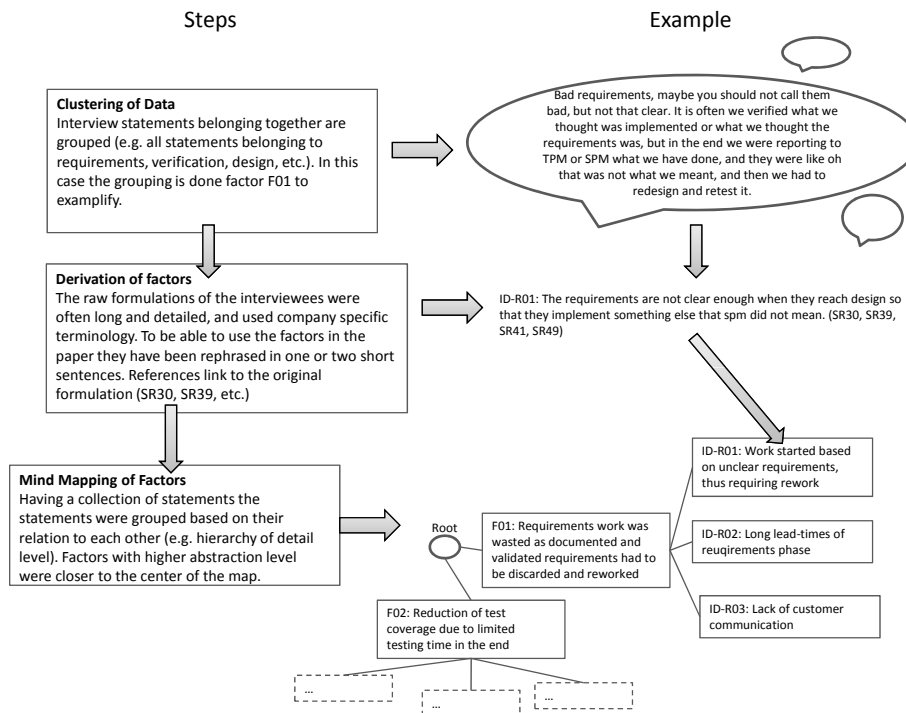 Steps
Example
Clustering of Data
Interview statements belonging together are
grouped (e.g. all statements belonging to
requirements, verification, design, etc.). In this
case the grouping is done factor F01 to
examplify.
Bad requirements, maybe you should not call them
bad, but not that clear. It is often we verified what we
thought was implemented or what we thought the
requirements was, but in the end we were reporting to
TPM or SPM what we have done, and they were like oh
that was not what we meant, and then we had to
redesign and retest it.
Derivation of factors
The raw formulations of the interviewees were
often long and detailed, and used company specific
terminology. To be able to use the factors in the
paper they have been rephrased in one or two short
sentences. References link to the original
formulation (SR30, SR39, etc.)
ID-R01: The requirements are not clear enough when they reach design so
that they implement something else that spm did not mean. (SR30, SR39,
SR41, SR49)
Mind Mapping of Factors
Having a collection of statements the
statements were grouped based on their
relation to each other (e.g. hierarchy of detail
level). Factors with higher abstraction level
were closer to the center of the map.
Root
F01: Requirements work was
wasted as documented and
validated requirements had to
be discarded and reworked
ID-R01: Work started based
on unclear requirements,
thus requiring rework
ID-R02: Long lead-times of
reuqirements phase
ID-R03: Lack of customer
communication
F02: Reduction of test
coverage due to limited
testing time in the end
...
...
...